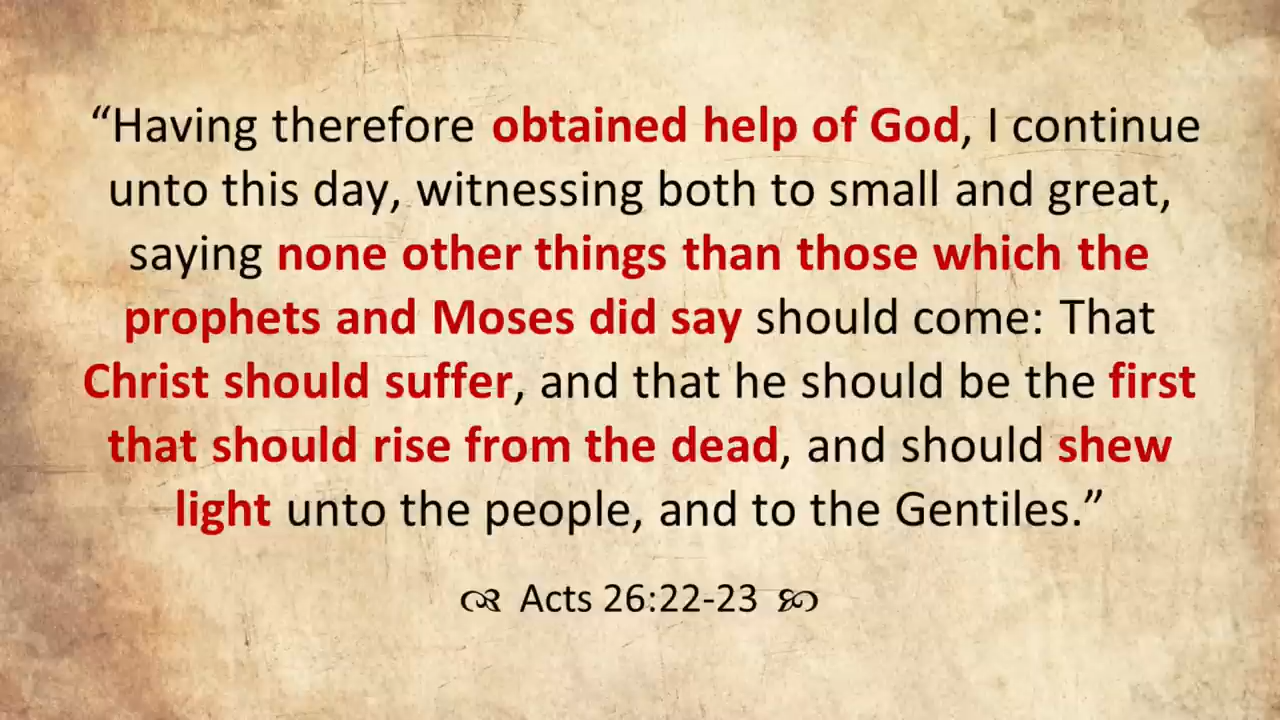 “Having therefore obtained help of God, I continue
unto this day, witnessing both to small and great,
saying none other things than those which the
prophets and Moses did say should come: That
Christ should suffer, and that he should be the first
that should rise from the dead, and should shew
light unto the people, and to the Gentiles.”
Acts 26:22-23